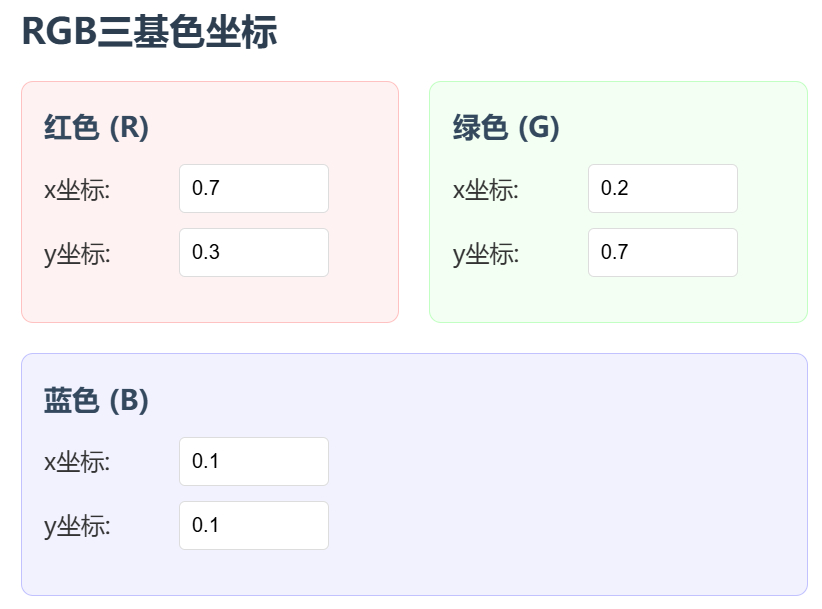 RGB三基色坐标
红色 (R)
x坐标: 0.7
y坐标: 0.3
绿色 (G)
x坐标: 0.2
y坐标: 0.7
蓝色 (B)
x坐标: 0.1
y坐标: 0.1